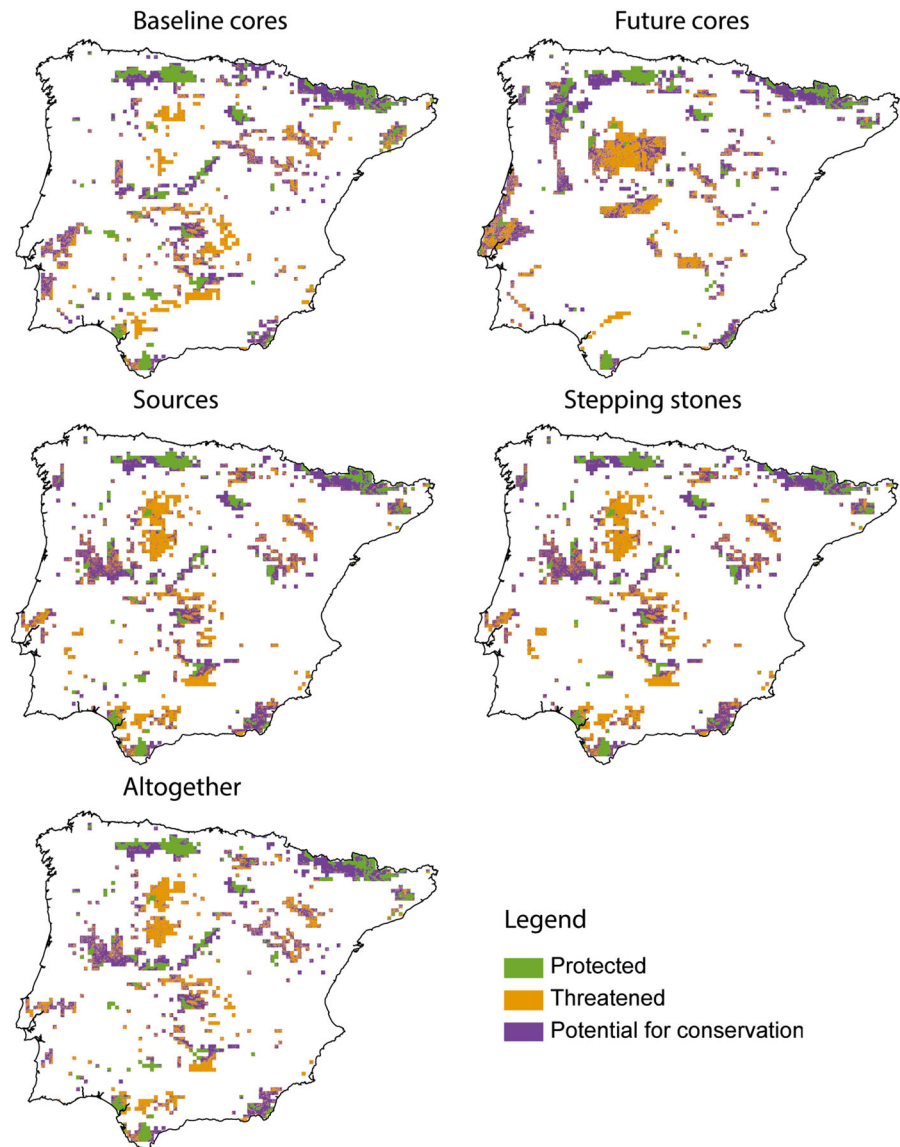 Baseline cores
Future cores
Sources
Stepping stones
Altogether
Legend
Protected
Threatened
Potential for conservation